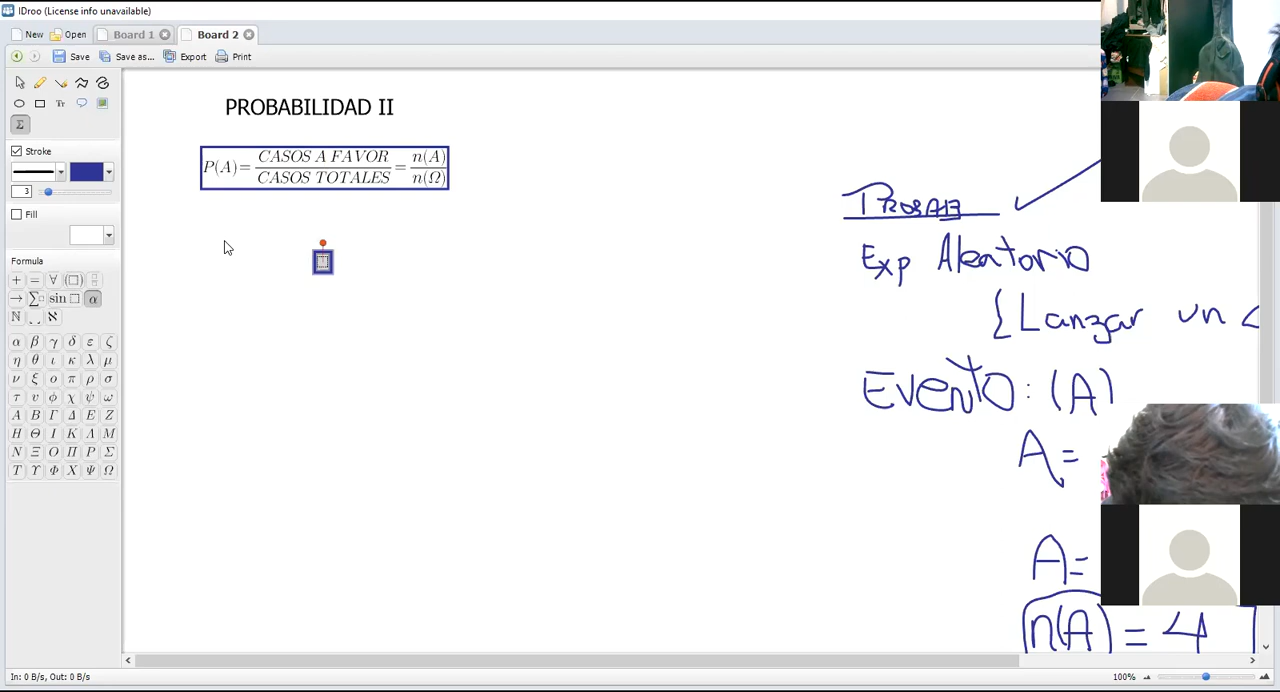 IDroo (License info unavailable)
New Open Board 1 Board 2
Save Save as... Export Print
PROBABILIDAD II
P(A)= CASOS A FAVOR / CASOS TOTALES = n(A) / n(Ω)
Stroke
3
Fill
Formula
+ = ∀ (□)
→ Σ sin □ α
ℕ ℵ
α β γ δ ε ζ
η θ ι κ λ μ
ν ξ ο π ρ σ
τ υ φ χ ψ ω
Α Β Γ Δ Ε Ζ
Η Θ Ι Κ Λ Μ
Ν Ξ Ο Π Ρ Σ
Τ Υ Φ Χ Ψ Ω
Exp Aleatorio
{Lanzar un
EVENTO: (A)
A=
A=
n(A) = 4
In: 0 B/s, Out: 0 B/s
100%